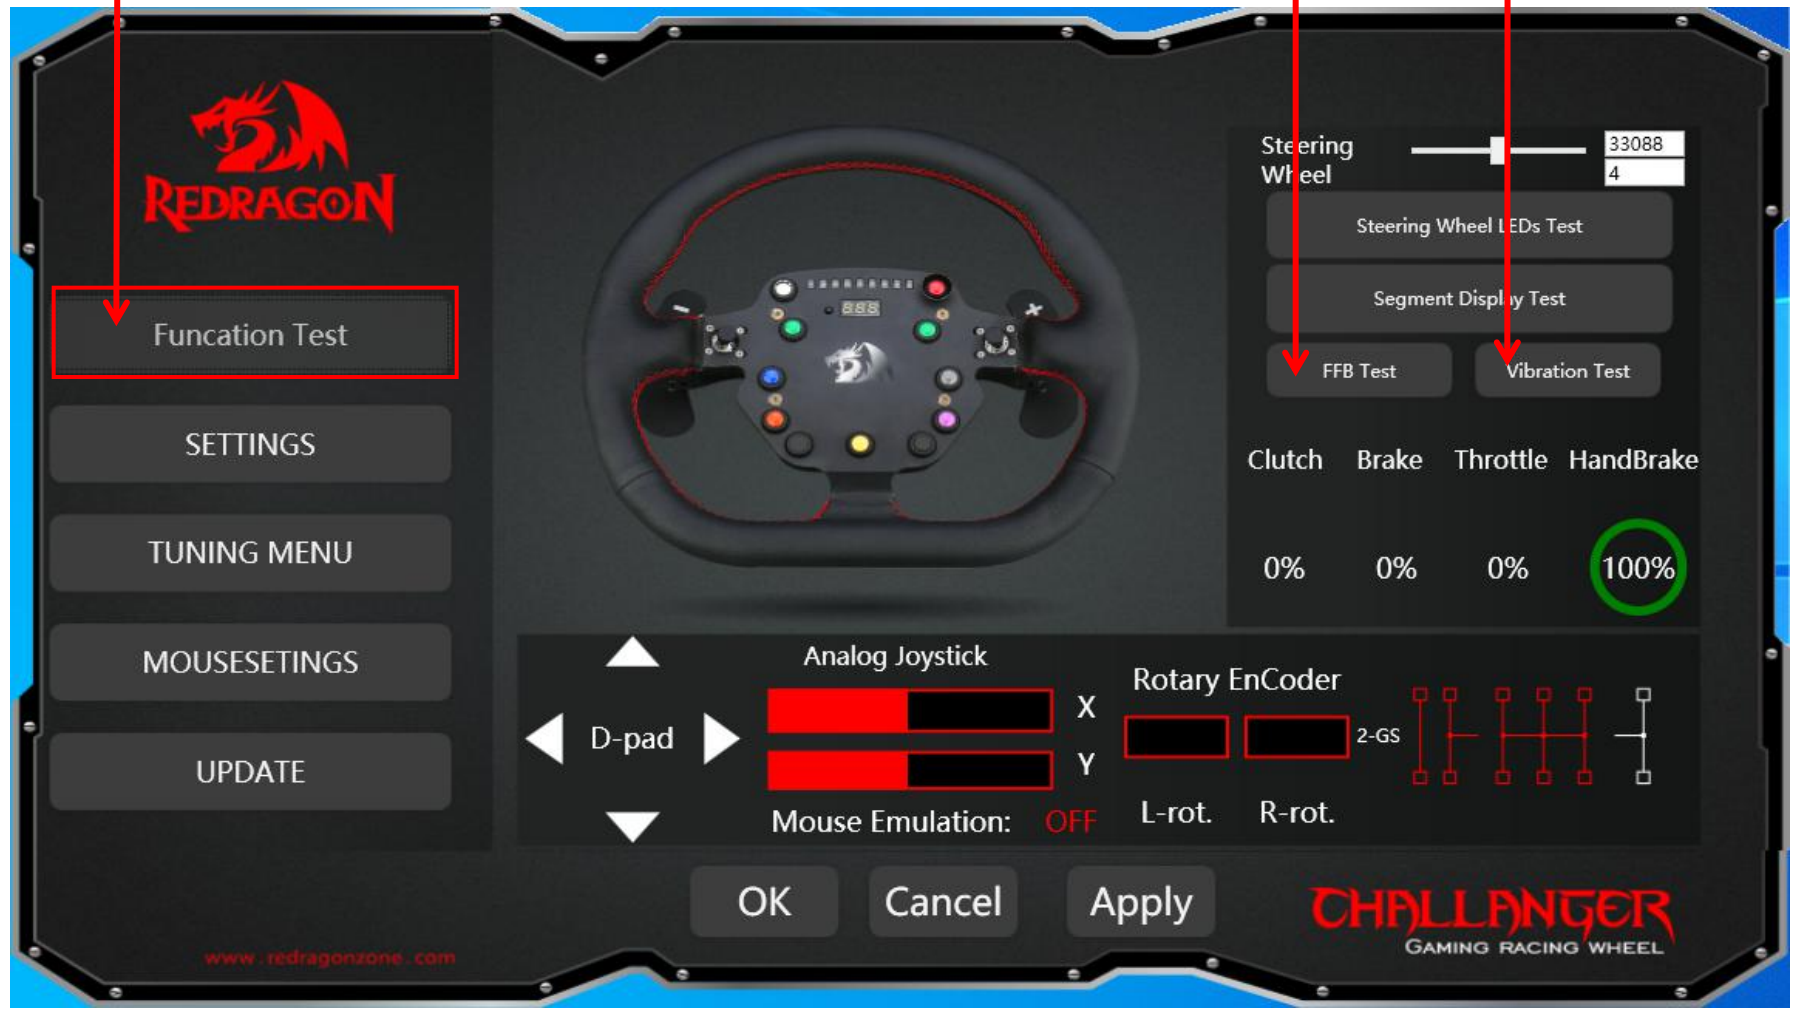 REDRAGON
Funcation Test
SETTINGS
TUNING MENU
MOUSESETINGS
UPDATE
www.redragonzone.com
888
Steering
Wheel
33088
4
Steering Wheel LEDs Test
Segment Display Test
FFB Test
Vibration Test
Clutch Brake Throttle HandBrake
0% 0% 0% 100%
D-pad
Analog Joystick
X
Y
Mouse Emulation: OFF
Rotary EnCoder
2-GS
L-rot. R-rot.
OK
Cancel
Apply
CHALLANGER
GAMING RACING WHEEL